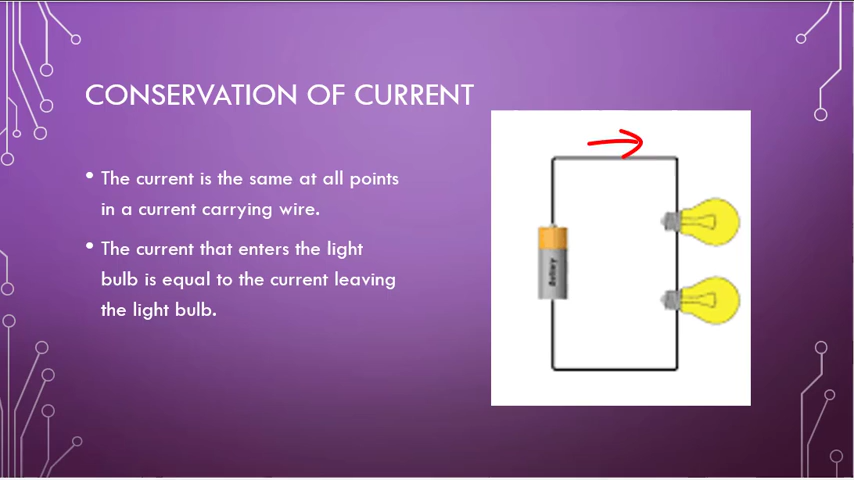 CONSERVATION OF CURRENT
• The current is the same at all points
in a current carrying wire.
• The current that enters the light
bulb is equal to the current leaving
the light bulb.
Battery